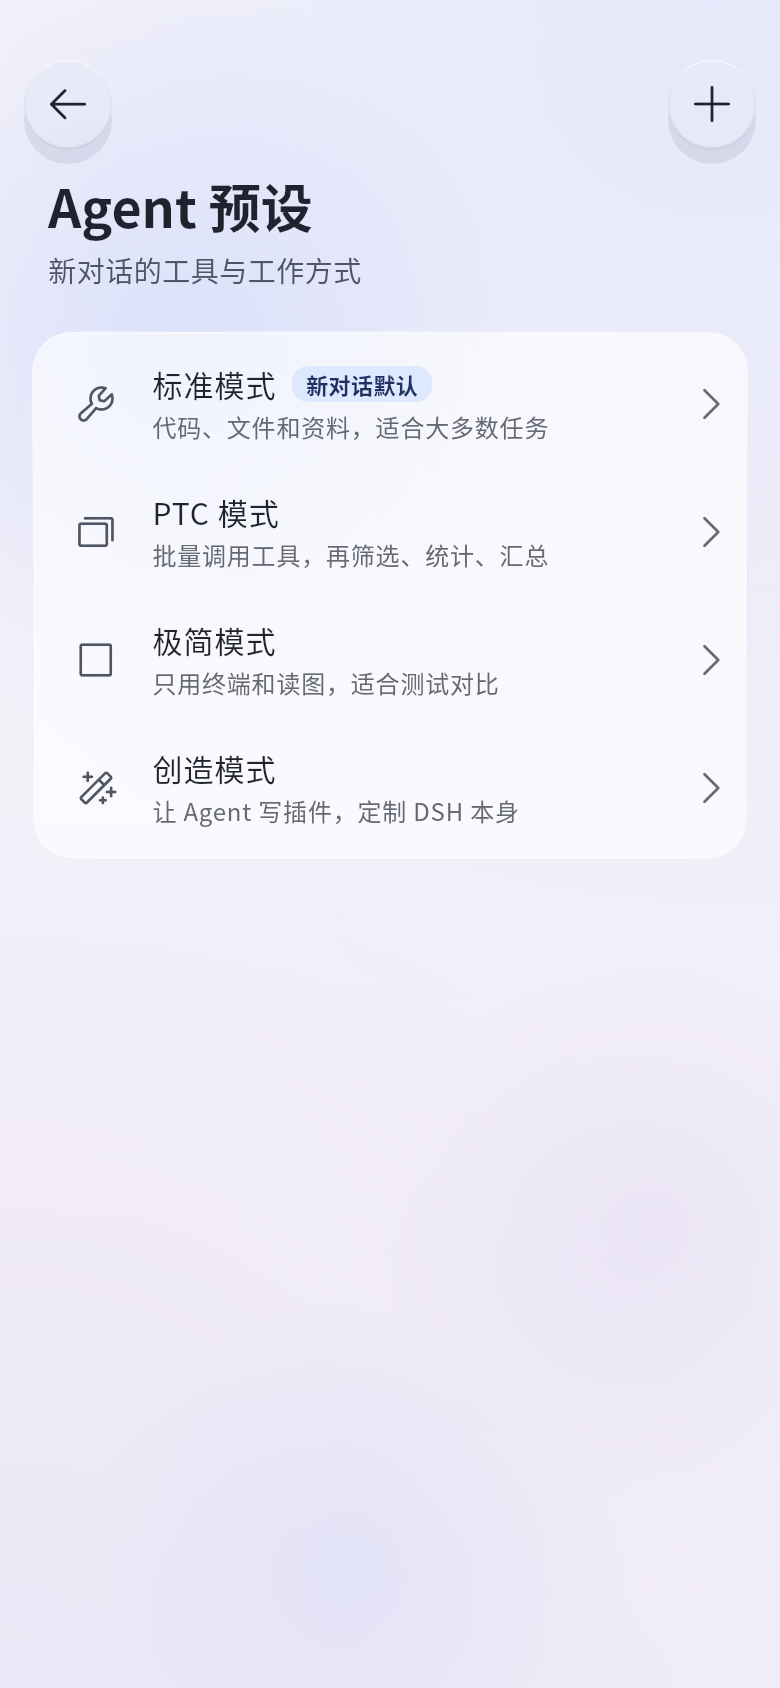 Agent 预设
新对话的工具与工作方式
标准模式 新对话默认
代码、文件和资料，适合大多数任务
PTC 模式
批量调用工具，再筛选、统计、汇总
极简模式
只用终端和读图，适合测试对比
创造模式
让 Agent 写插件，定制 DSH 本身